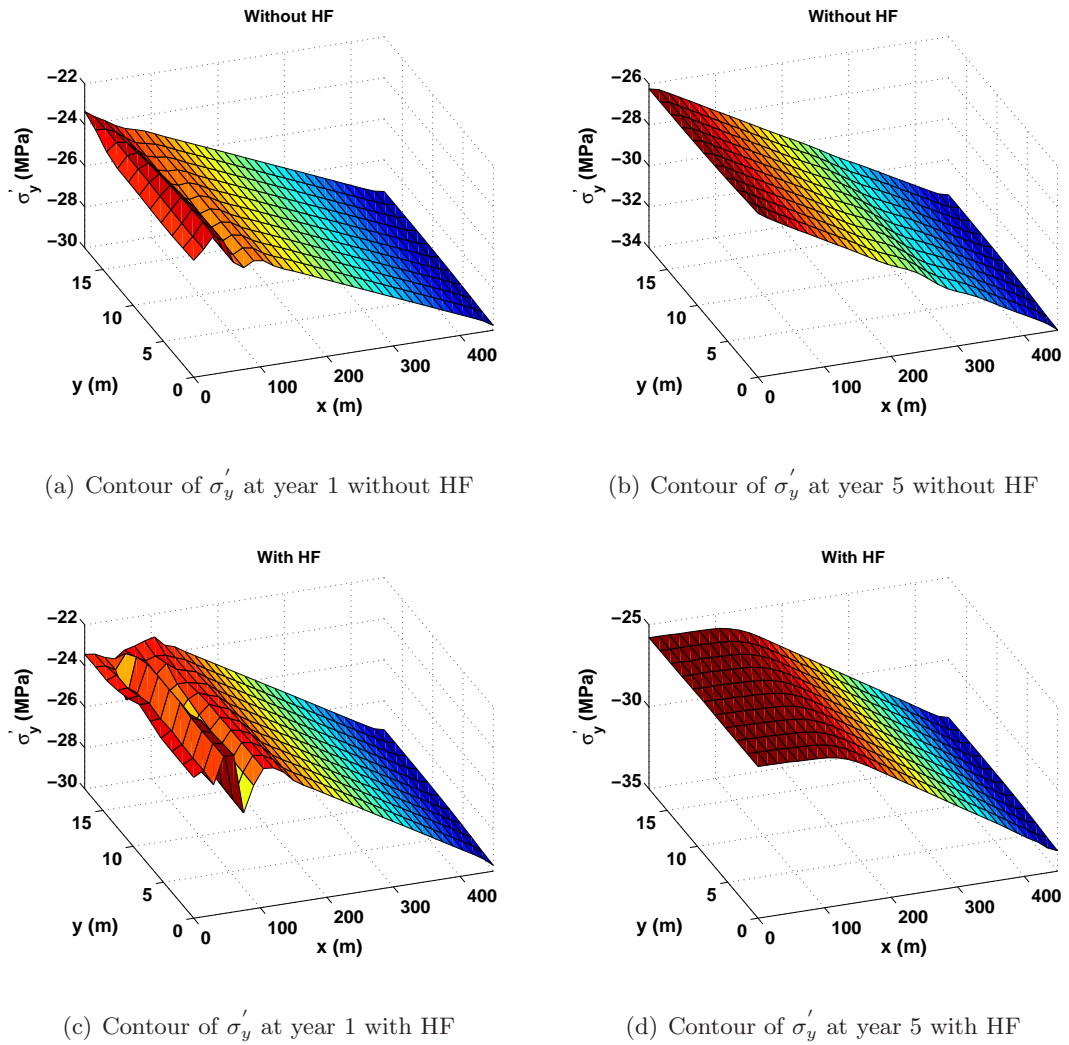 Without HF
−22
−24
−26
−28
−30
σ'y (MPa)
15
10
5
0
y (m)
0
100
200
300
400
x (m)
(a) Contour of σ'y at year 1 without HF
Without HF
−26
−28
−30
−32
−34
σ'y (MPa)
15
10
5
0
y (m)
0
100
200
300
400
x (m)
(b) Contour of σ'y at year 5 without HF
With HF
−22
−24
−26
−28
−30
σ'y (MPa)
15
10
5
0
y (m)
0
100
200
300
400
x (m)
(c) Contour of σ'y at year 1 with HF
With HF
−25
−30
−35
σ'y (MPa)
15
10
5
0
y (m)
0
100
200
300
400
x (m)
(d) Contour of σ'y at year 5 with HF